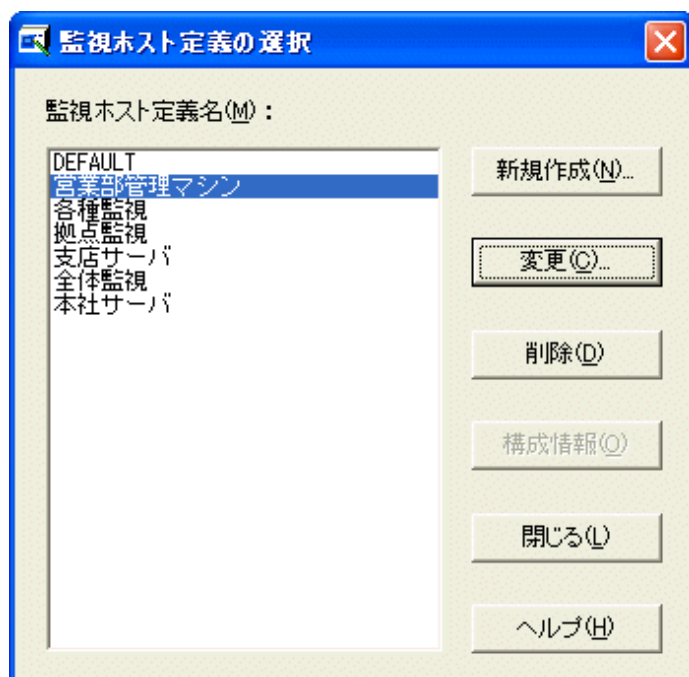 監視ホスト定義の選択
監視ホスト定義名(M)：
DEFAULT
営業部管理マシン
各種監視
拠点監視
支店サーバ
全体監視
本社サーバ
新規作成(N)...
変更(C)...
削除(D)
構成情報(O)
閉じる(L)
ヘルプ(H)